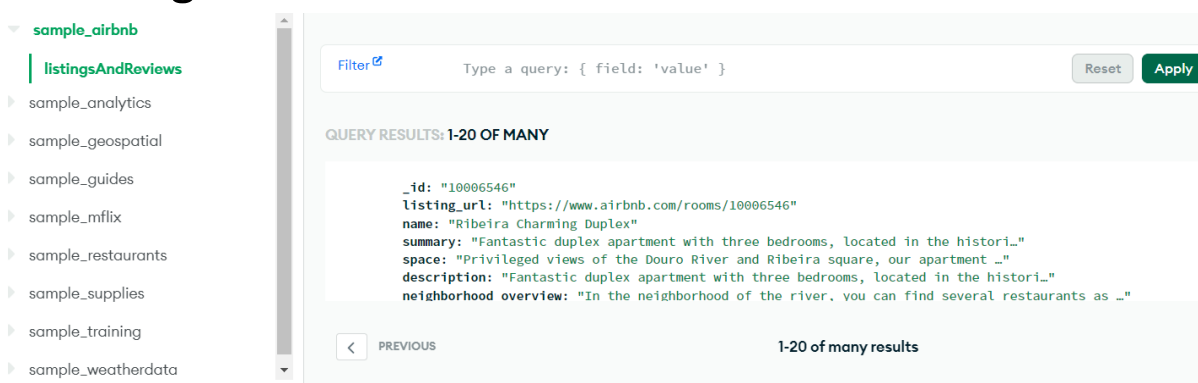 sample_airbnb
listingsAndReviews
sample_analytics
sample_geospatial
sample_guides
sample_mflix
sample_restaurants
sample_supplies
sample_training
sample_weatherdata
Filter
Type a query: { field: 'value' }
Reset
Apply
QUERY RESULTS: 1-20 OF MANY
_id: "10006546"
listing_url: "https://www.airbnb.com/rooms/10006546"
name: "Ribeira Charming Duplex"
summary: "Fantastic duplex apartment with three bedrooms, located in the histori…"
space: "Privileged views of the Douro River and Ribeira square, our apartment …"
description: "Fantastic duplex apartment with three bedrooms, located in the histori…"
neighborhood_overview: "In the neighborhood of the river, you can find several restaurants as …"
PREVIOUS
1-20 of many results